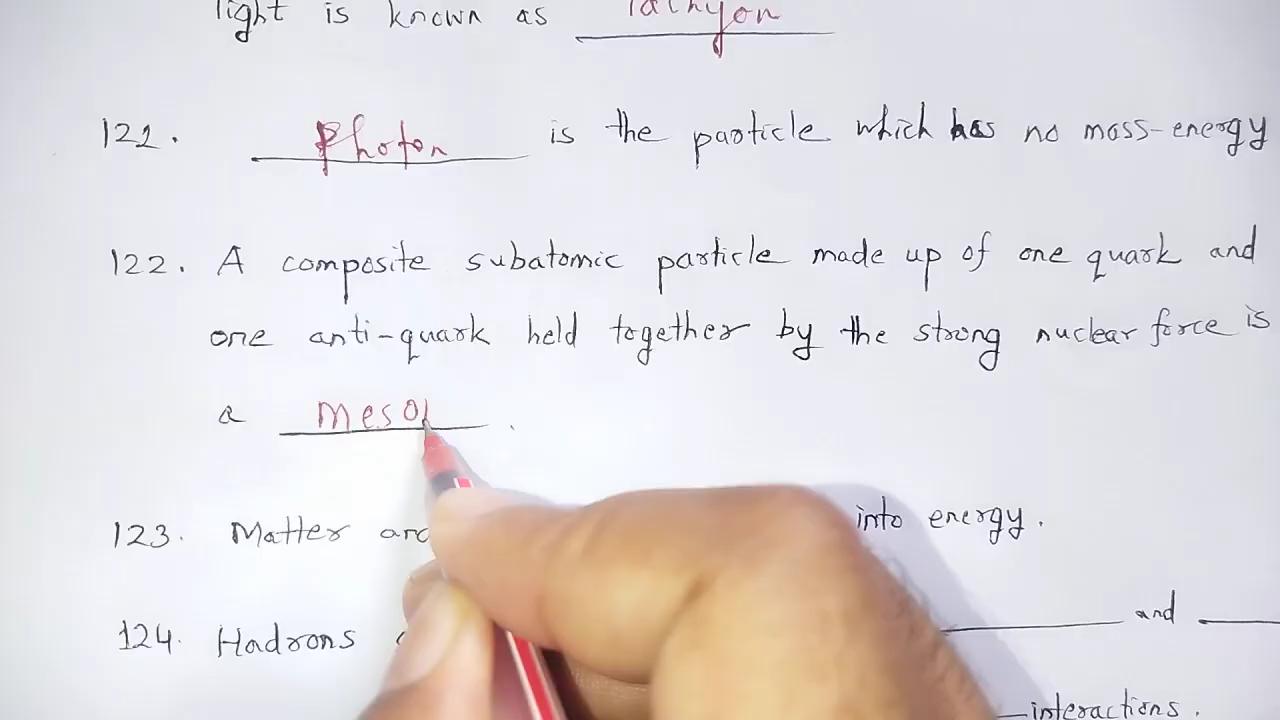 light is known as Tachyon
121. Photon is the particle which has no mass-energy
122. A composite subatomic particle made up of one quark and
one anti-quark held together by the strong nuclear force is
a meso .
123. Matter and into energy.
124. Hadrons and
interactions.